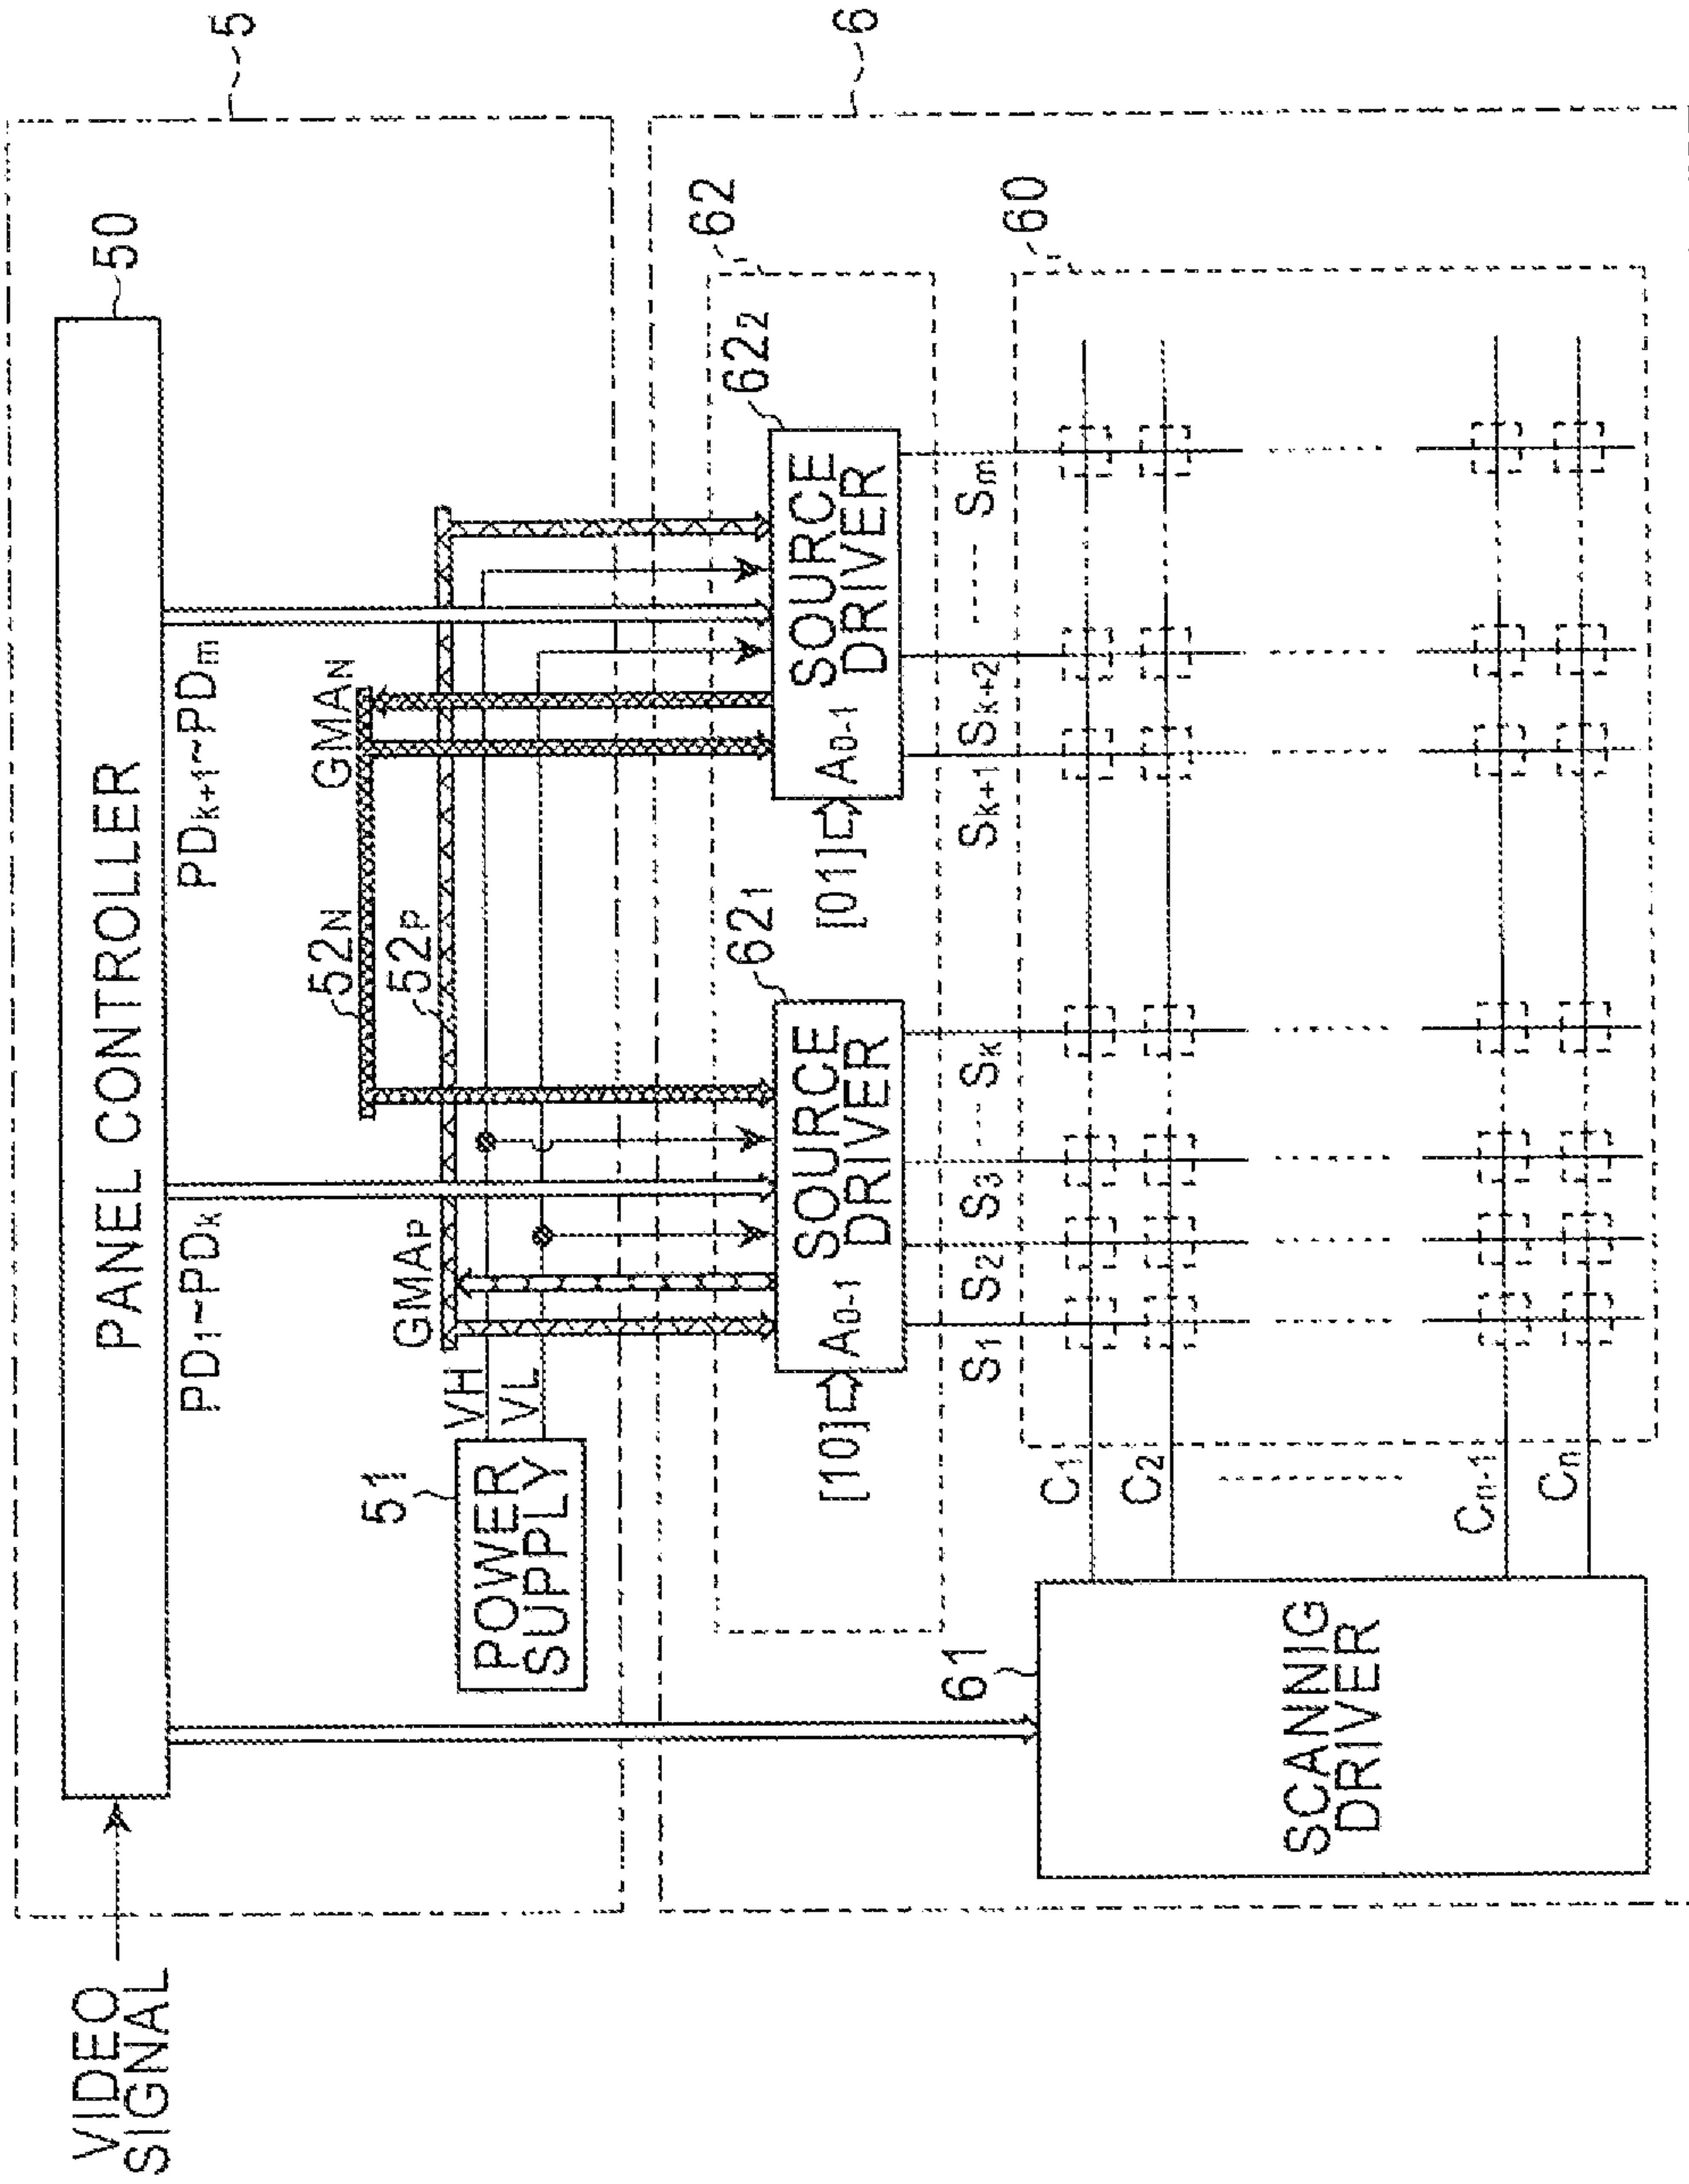 VIDEO
SIGNAL
PANEL CONTROLLER
50
5
PD1~PDk
PDk+1~PDm
52N
GMAN
GMAP
52P
51
POWER
SUPPLY
VH
VL
62
6
621
622
[10]
A0-1
SOURCE
DRIVER
[01]
A0-1
SOURCE
DRIVER
S1 S2 S3 Sk
Sk+1 Sk+2 Sm
60
61
SCANNIG
DRIVER
C1
C2
Cn-1
Cn